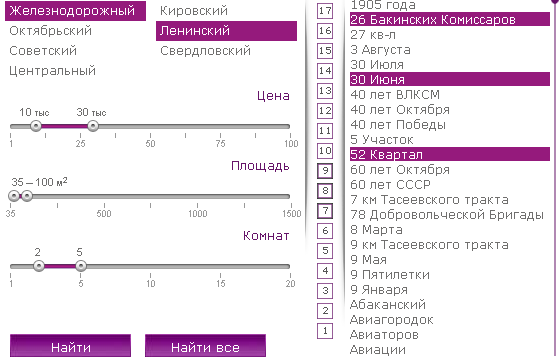 Железнодорожный
Кировский
Октябрьский
Ленинский
Советский
Свердловский
Центральный
Цена
10 тыс
30 тыс
1 25 50 75 100
Площадь
35 – 100 м²
35 500 1000 1500
Комнат
2 5
1 5 10 15 20
Найти
Найти все
17
16
15
14
13
12
11
10
9
8
7
6
5
4
3
2
1
1905 года
26 Бакинских Комиссаров
27 кв-л
3 Августа
30 Июля
30 Июня
40 лет ВЛКСМ
40 лет Октября
40 лет Победы
5 Участок
52 Квартал
60 лет Октября
60 лет СССР
7 км Тасеевского тракта
78 Добровольческой Бригады
8 Марта
9 км Тасеевского тракта
9 Мая
9 Пятилетки
9 Января
Абаканский
Авиагородок
Авиаторов
Авиации